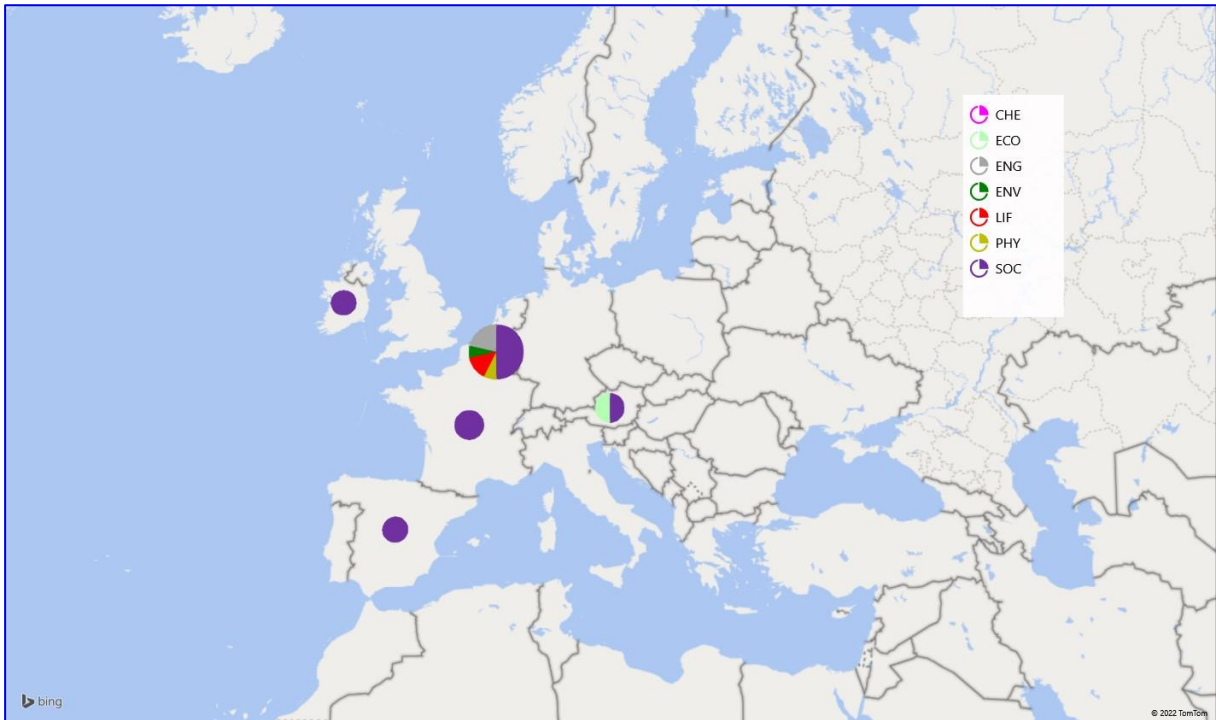 CHE
ECO
ENG
ENV
LIF
PHY
SOC
bing
© 2022 TomTom